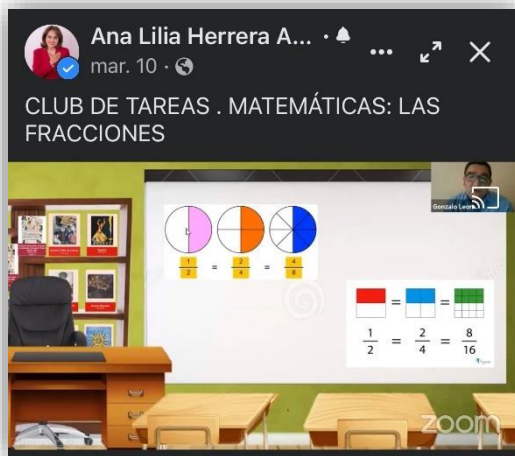 Ana Lilia Herrera A... ·
mar. 10 ·
CLUB DE TAREAS . MATEMÁTICAS: LAS
FRACCIONES
Gonzalo Leon
1/2 = 2/4 = 4/8
1/2 = 2/4 = 8/16
zoom